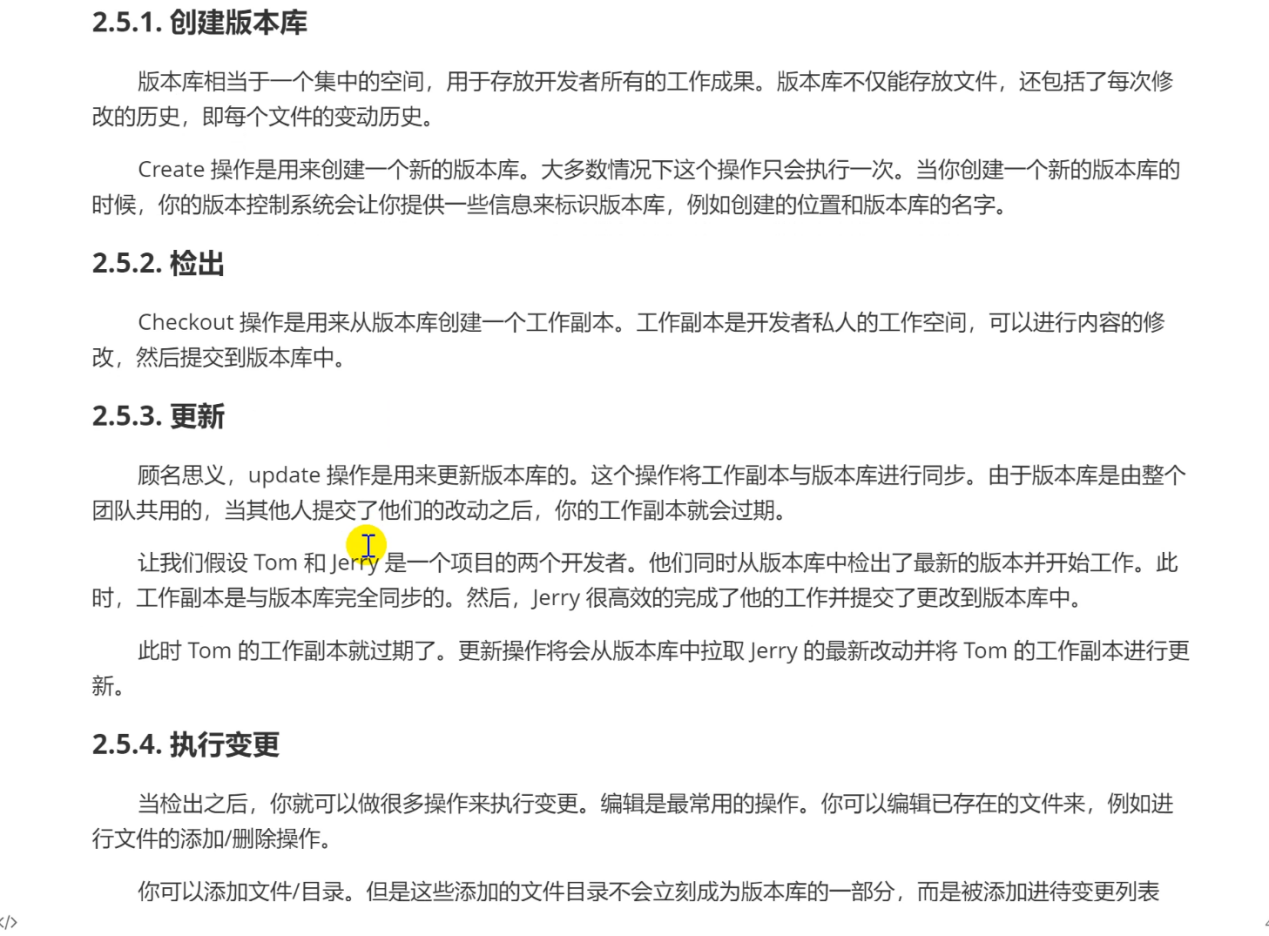 2.5.1. 创建版本库
版本库相当于一个集中的空间，用于存放开发者所有的工作成果。版本库不仅能存放文件，还包括了每次修
改的历史，即每个文件的变动历史。
Create 操作是用来创建一个新的版本库。大多数情况下这个操作只会执行一次。当你创建一个新的版本库的
时候，你的版本控制系统会让你提供一些信息来标识版本库，例如创建的位置和版本库的名字。
2.5.2. 检出
Checkout 操作是用来从版本库创建一个工作副本。工作副本是开发者私人的工作空间，可以进行内容的修
改，然后提交到版本库中。
2.5.3. 更新
顾名思义，update 操作是用来更新版本库的。这个操作将工作副本与版本库进行同步。由于版本库是由整个
团队共用的，当其他人提交了他们的改动之后，你的工作副本就会过期。
让我们假设 Tom 和 Jerry 是一个项目的两个开发者。他们同时从版本库中检出了最新的版本并开始工作。此
时，工作副本是与版本库完全同步的。然后，Jerry 很高效的完成了他的工作并提交了更改到版本库中。
此时 Tom 的工作副本就过期了。更新操作将会从版本库中拉取 Jerry 的最新改动并将 Tom 的工作副本进行更
新。
2.5.4. 执行变更
当检出之后，你就可以做很多操作来执行变更。编辑是最常用的操作。你可以编辑已存在的文件来，例如进
行文件的添加/删除操作。
你可以添加文件/目录。但是这些添加的文件目录不会立刻成为版本库的一部分，而是被添加进待变更列表
</>